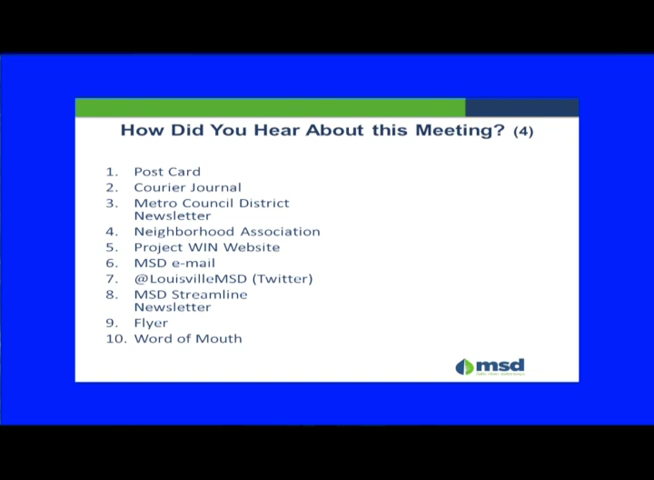 How Did You Hear About this Meeting? (4)
1. Post Card
2. Courier Journal
3. Metro Council District
Newsletter
4. Neighborhood Association
5. Project WIN Website
6. MSD e-mail
7. @LouisvilleMSD (Twitter)
8. MSD Streamline
Newsletter
9. Flyer
10. Word of Mouth
msd